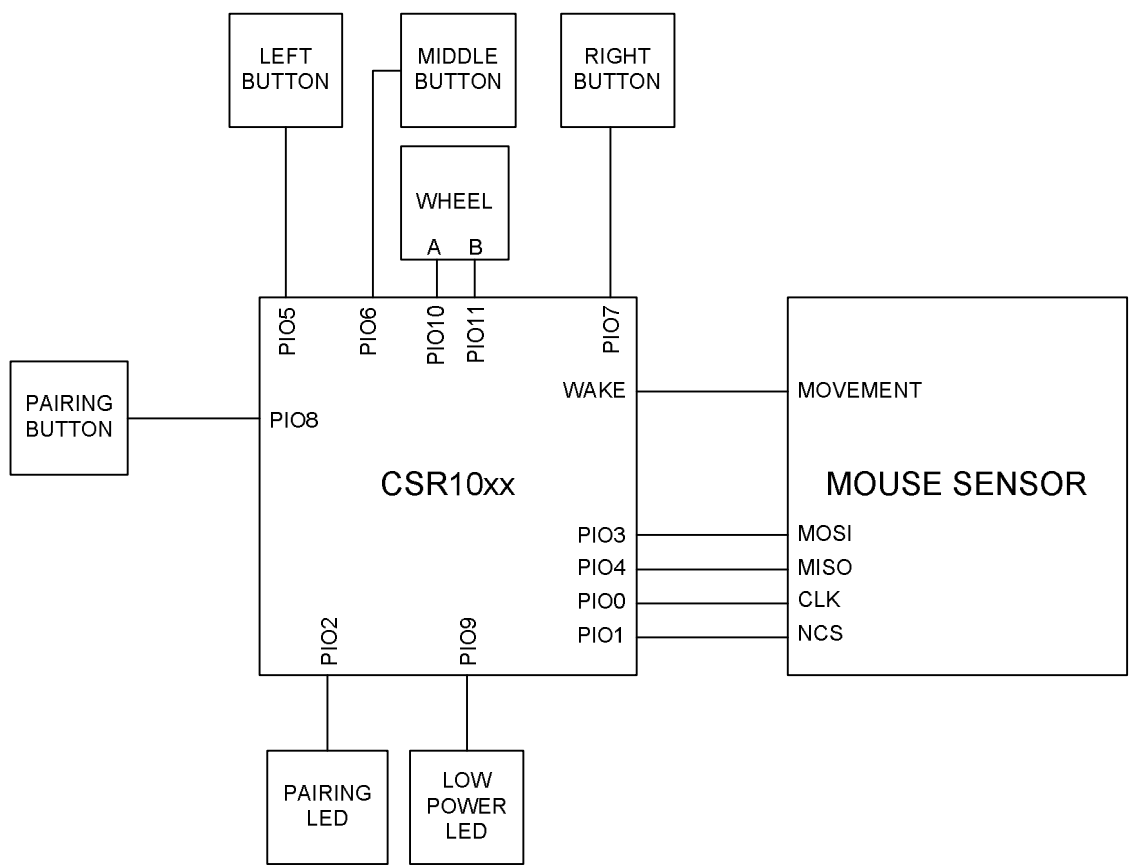 LEFT
BUTTON
MIDDLE
BUTTON
RIGHT
BUTTON
WHEEL
A B
PIO5
PIO6
PIO10
PIO11
PIO7
PAIRING
BUTTON
PIO8
WAKE
MOVEMENT
CSR10xx
MOUSE SENSOR
PIO3
MOSI
PIO4
MISO
PIO0
CLK
PIO1
NCS
PIO2
PIO9
PAIRING
LED
LOW
POWER
LED